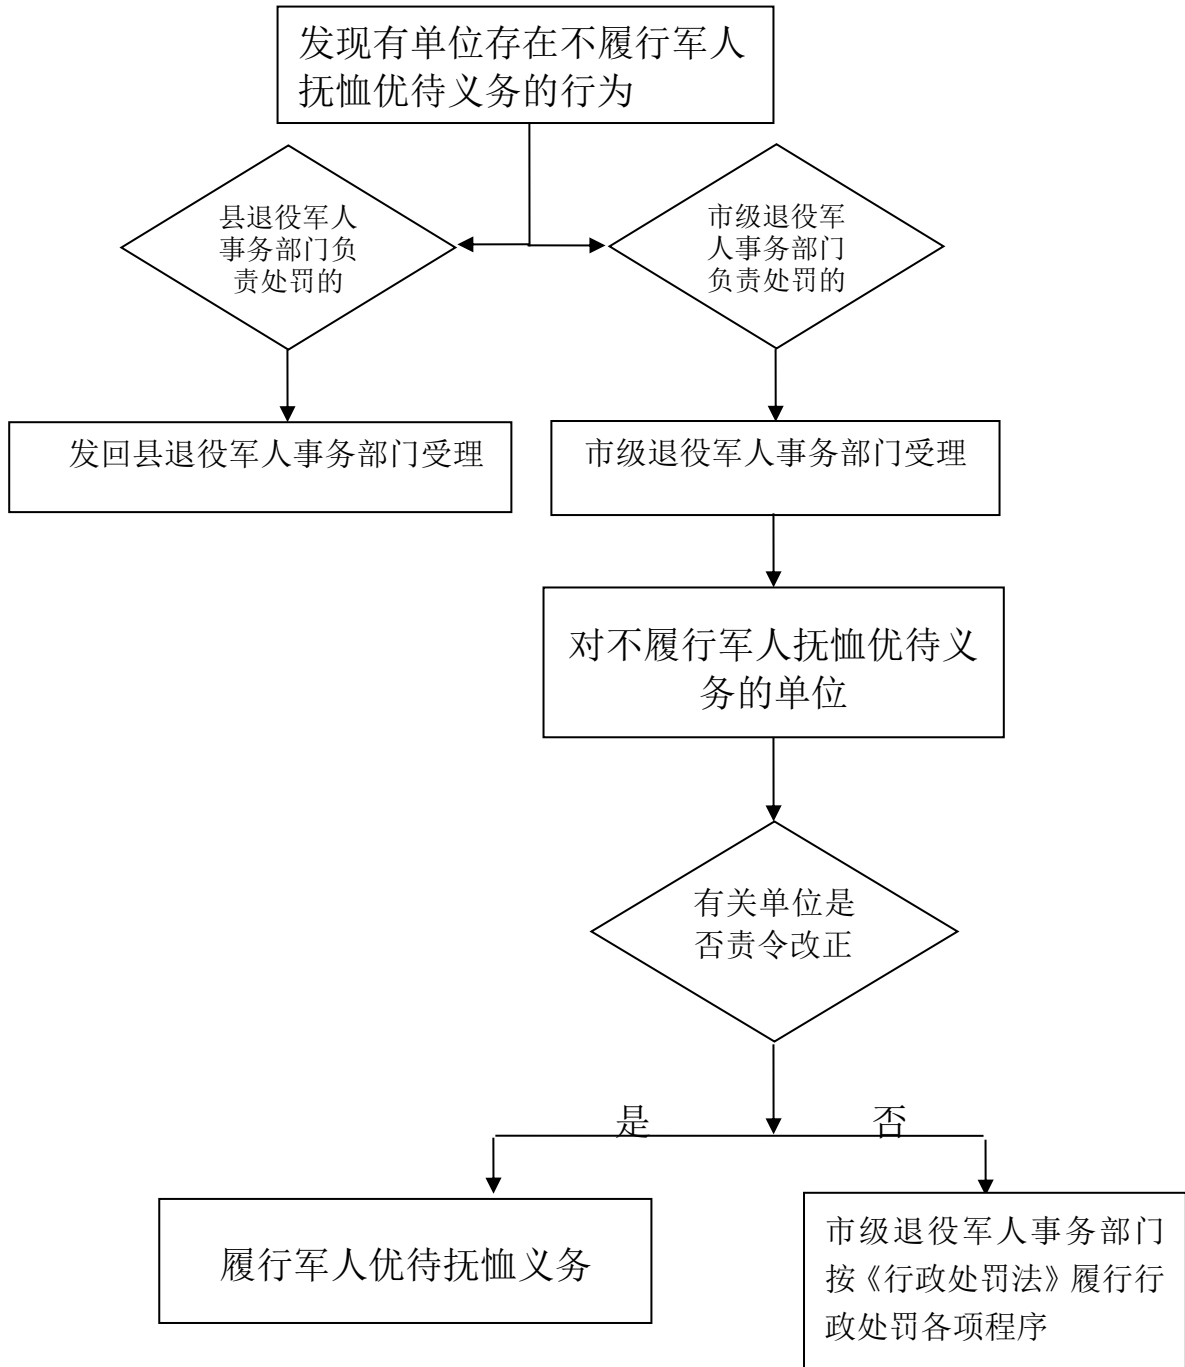 发现有单位存在不履行军人
抚恤优待义务的行为
县退役军人
事务部门负
责处罚的
市级退役军
人事务部门
负责处罚的
发回县退役军人事务部门受理
市级退役军人事务部门受理
对不履行军人抚恤优待义
务的单位
有关单位是
否责令改正
是
否
履行军人优待抚恤义务
市级退役军人事务部门
按《行政处罚法》履行行
政处罚各项程序